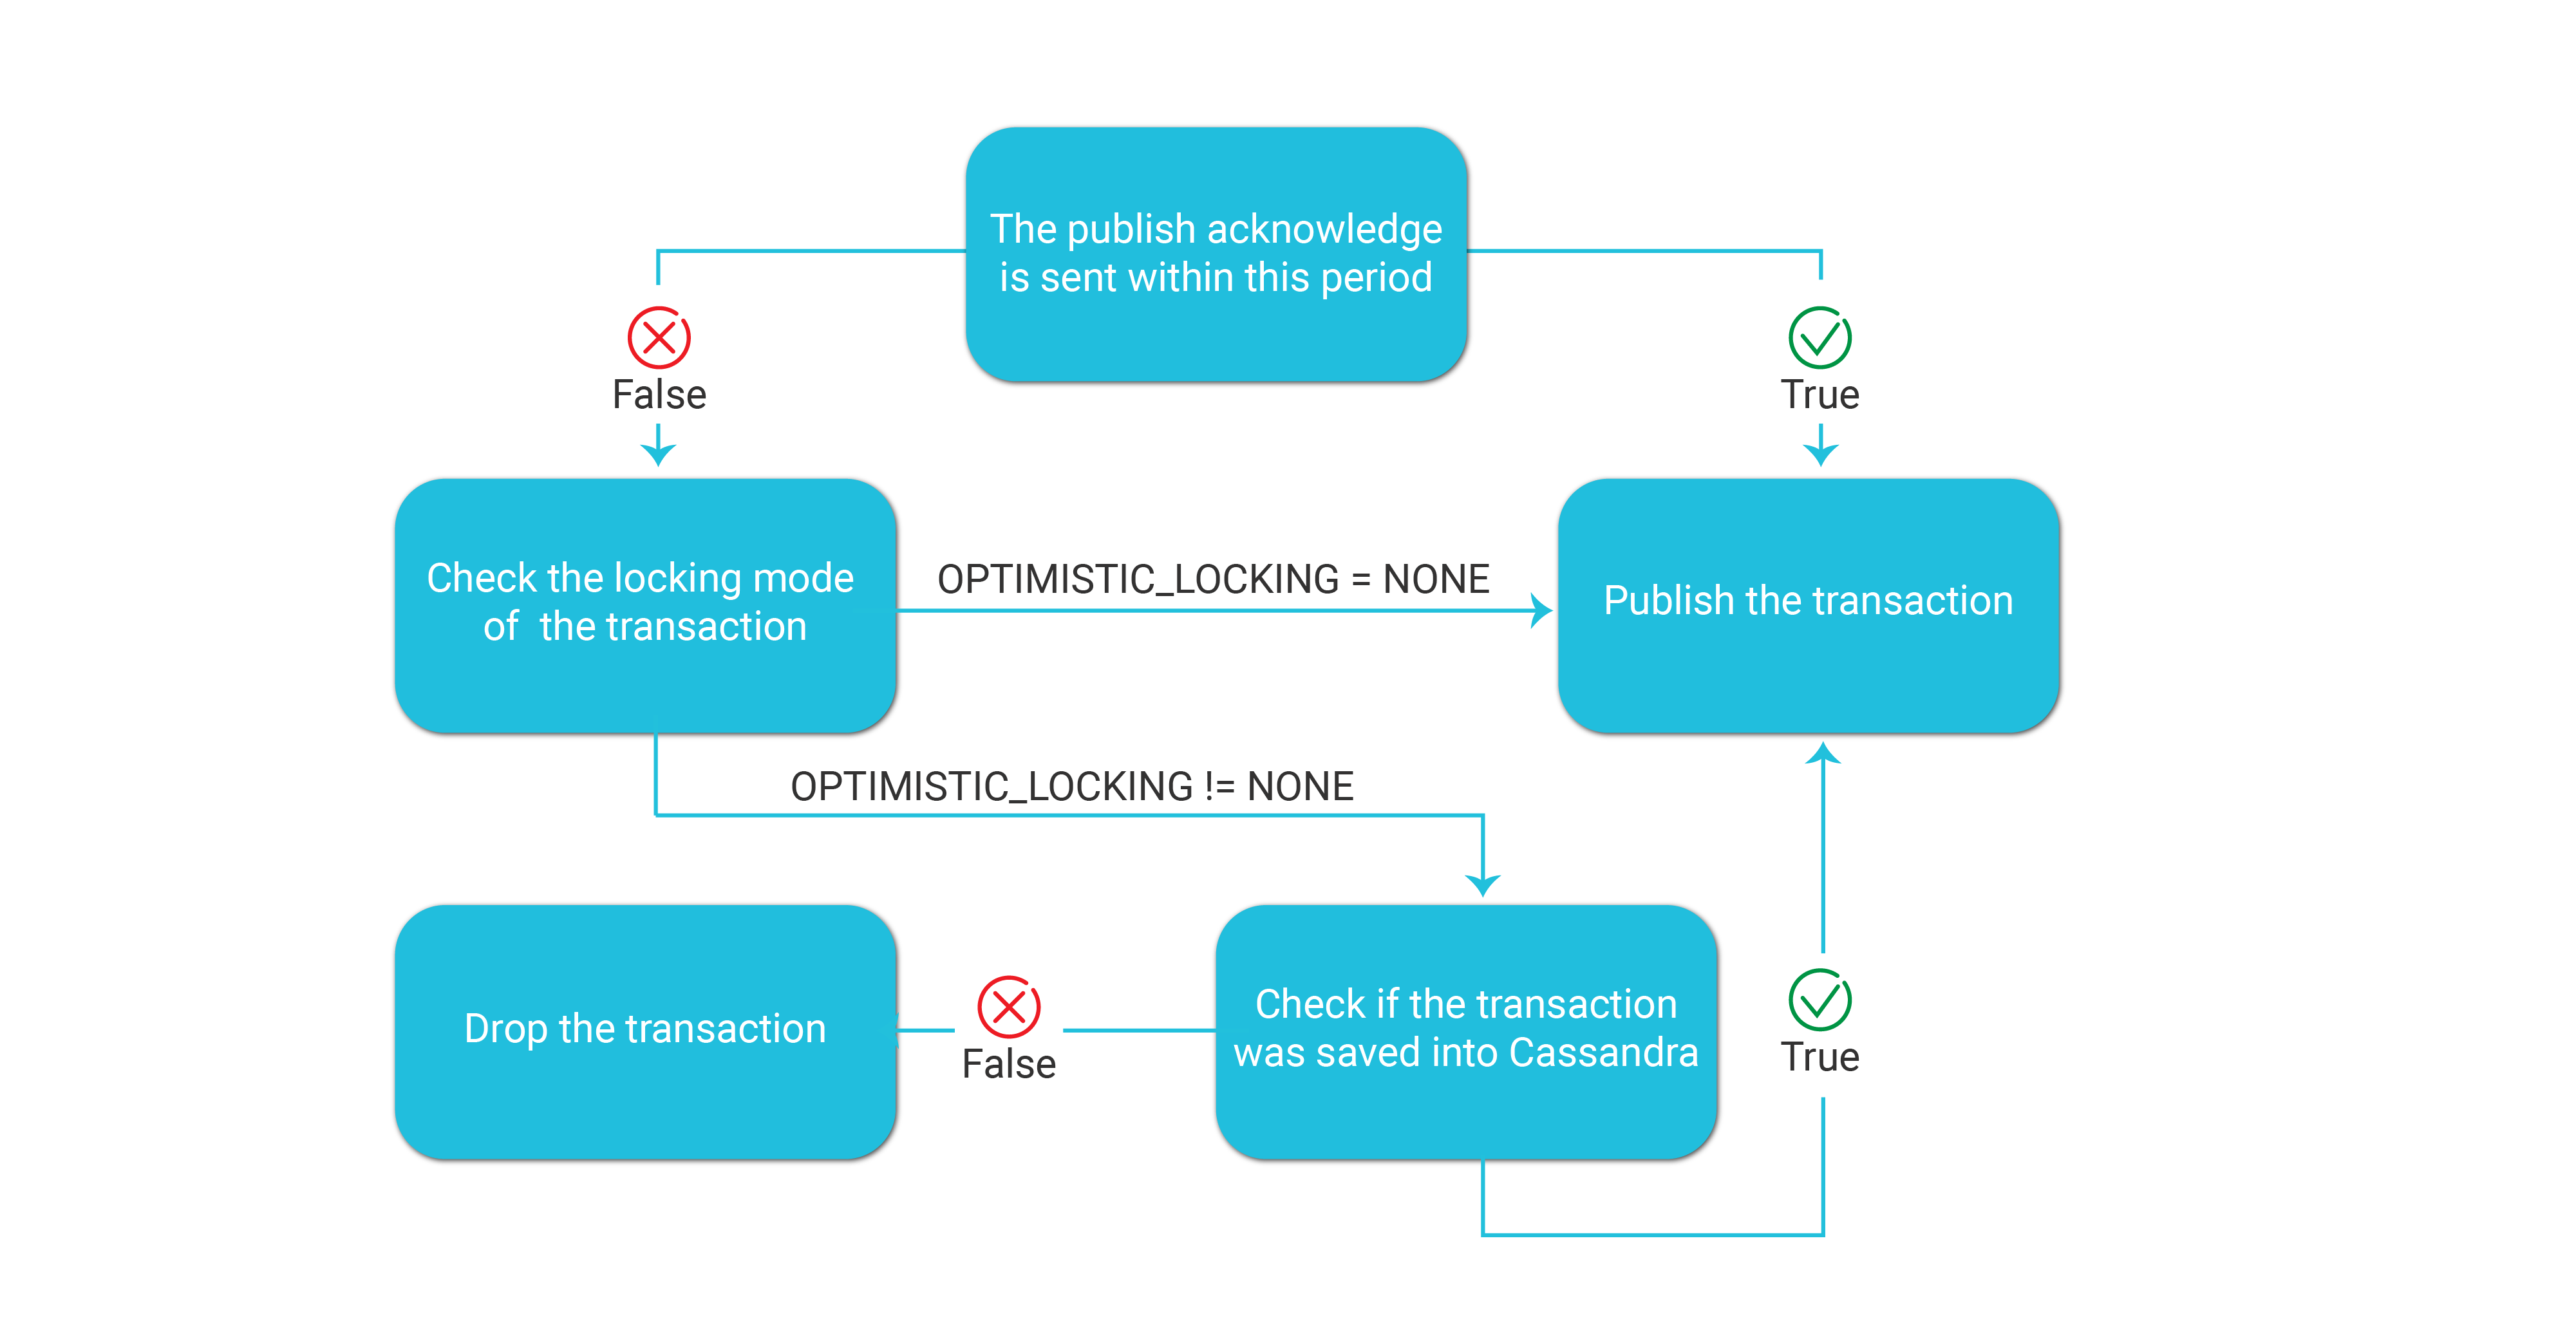 The publish acknowledge
is sent within this period
False
True
Check the locking mode
of  the transaction
OPTIMISTIC_LOCKING = NONE
Publish the transaction
OPTIMISTIC_LOCKING != NONE
Drop the transaction
False
Check if the transaction
was saved into Cassandra
True